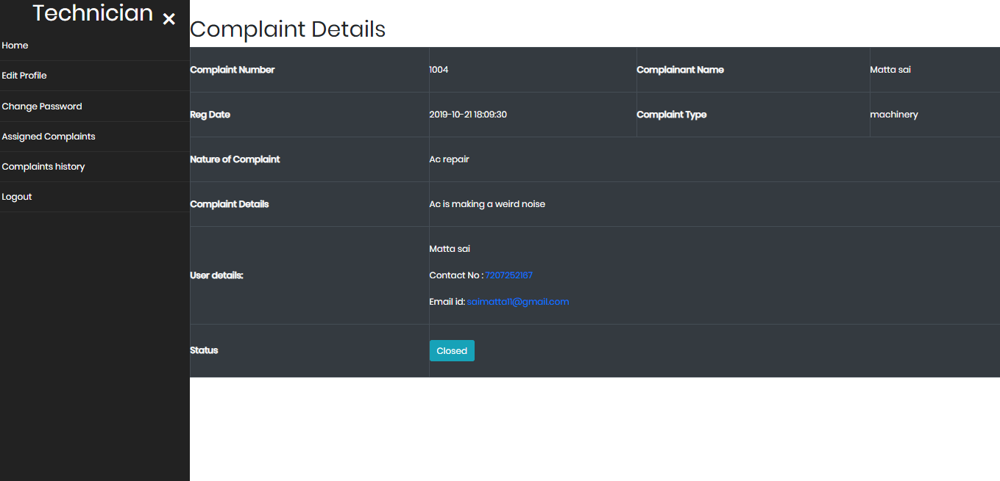 Technician ×
Home
Edit Profile
Change Password
Assigned Complaints
Complaints history
Logout
Complaint Details
Complaint Number 1004 Complainant Name Matta sai
Reg Date 2019-10-21 18:09:30 Complaint Type machinery
Nature of Complaint Ac repair
Complaint Details Ac is making a weird noise
Matta sai
User details: Contact No : 7207252167
Email id: saimatta11@gmail.com
Status Closed